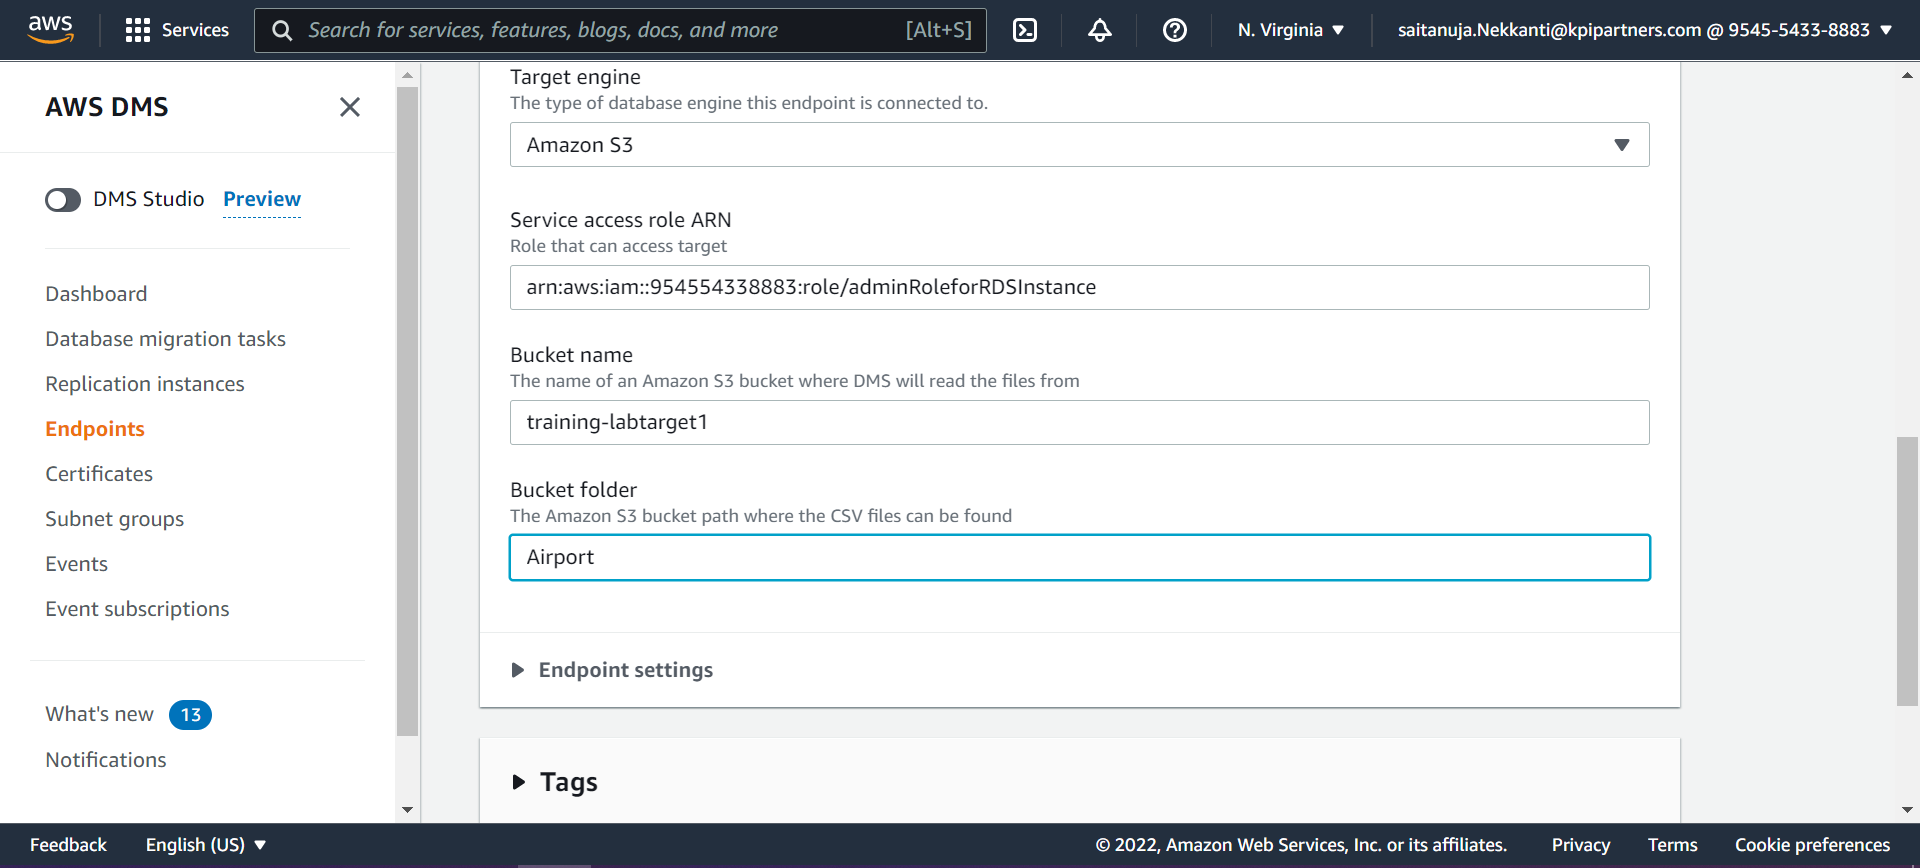 aws
Services
Search for services, features, blogs, docs, and more
[Alt+S]
N. Virginia
saitanuja.Nekkanti@kpipartners.com @ 9545-5433-8883
AWS DMS
DMS Studio
Preview
Dashboard
Database migration tasks
Replication instances
Endpoints
Certificates
Subnet groups
Events
Event subscriptions
What's new
13
Notifications
Target engine
The type of database engine this endpoint is connected to.
Amazon S3
Service access role ARN
Role that can access target
arn:aws:iam::954554338883:role/adminRoleforRDSInstance
Bucket name
The name of an Amazon S3 bucket where DMS will read the files from
training-labtarget1
Bucket folder
The Amazon S3 bucket path where the CSV files can be found
Airport
Endpoint settings
Tags
Feedback
English (US)
© 2022, Amazon Web Services, Inc. or its affiliates.
Privacy
Terms
Cookie preferences